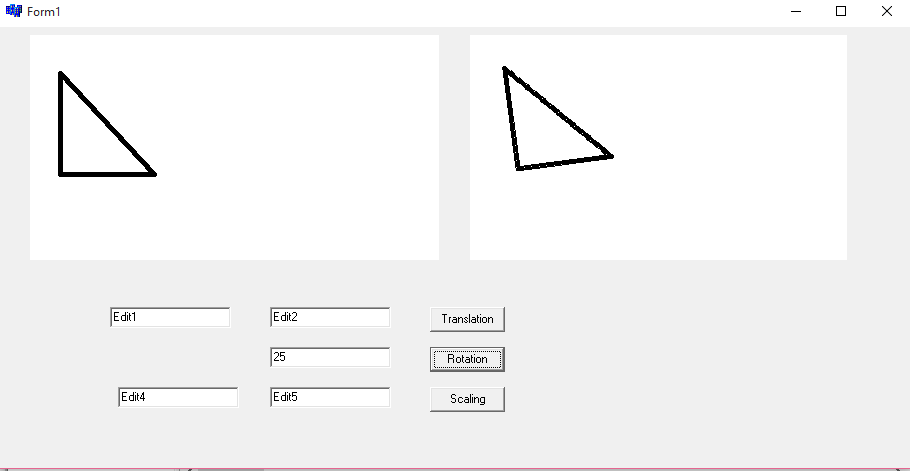 Form1
Edit1 Edit2 Translation
25 Rotation
Edit4 Edit5 Scaling